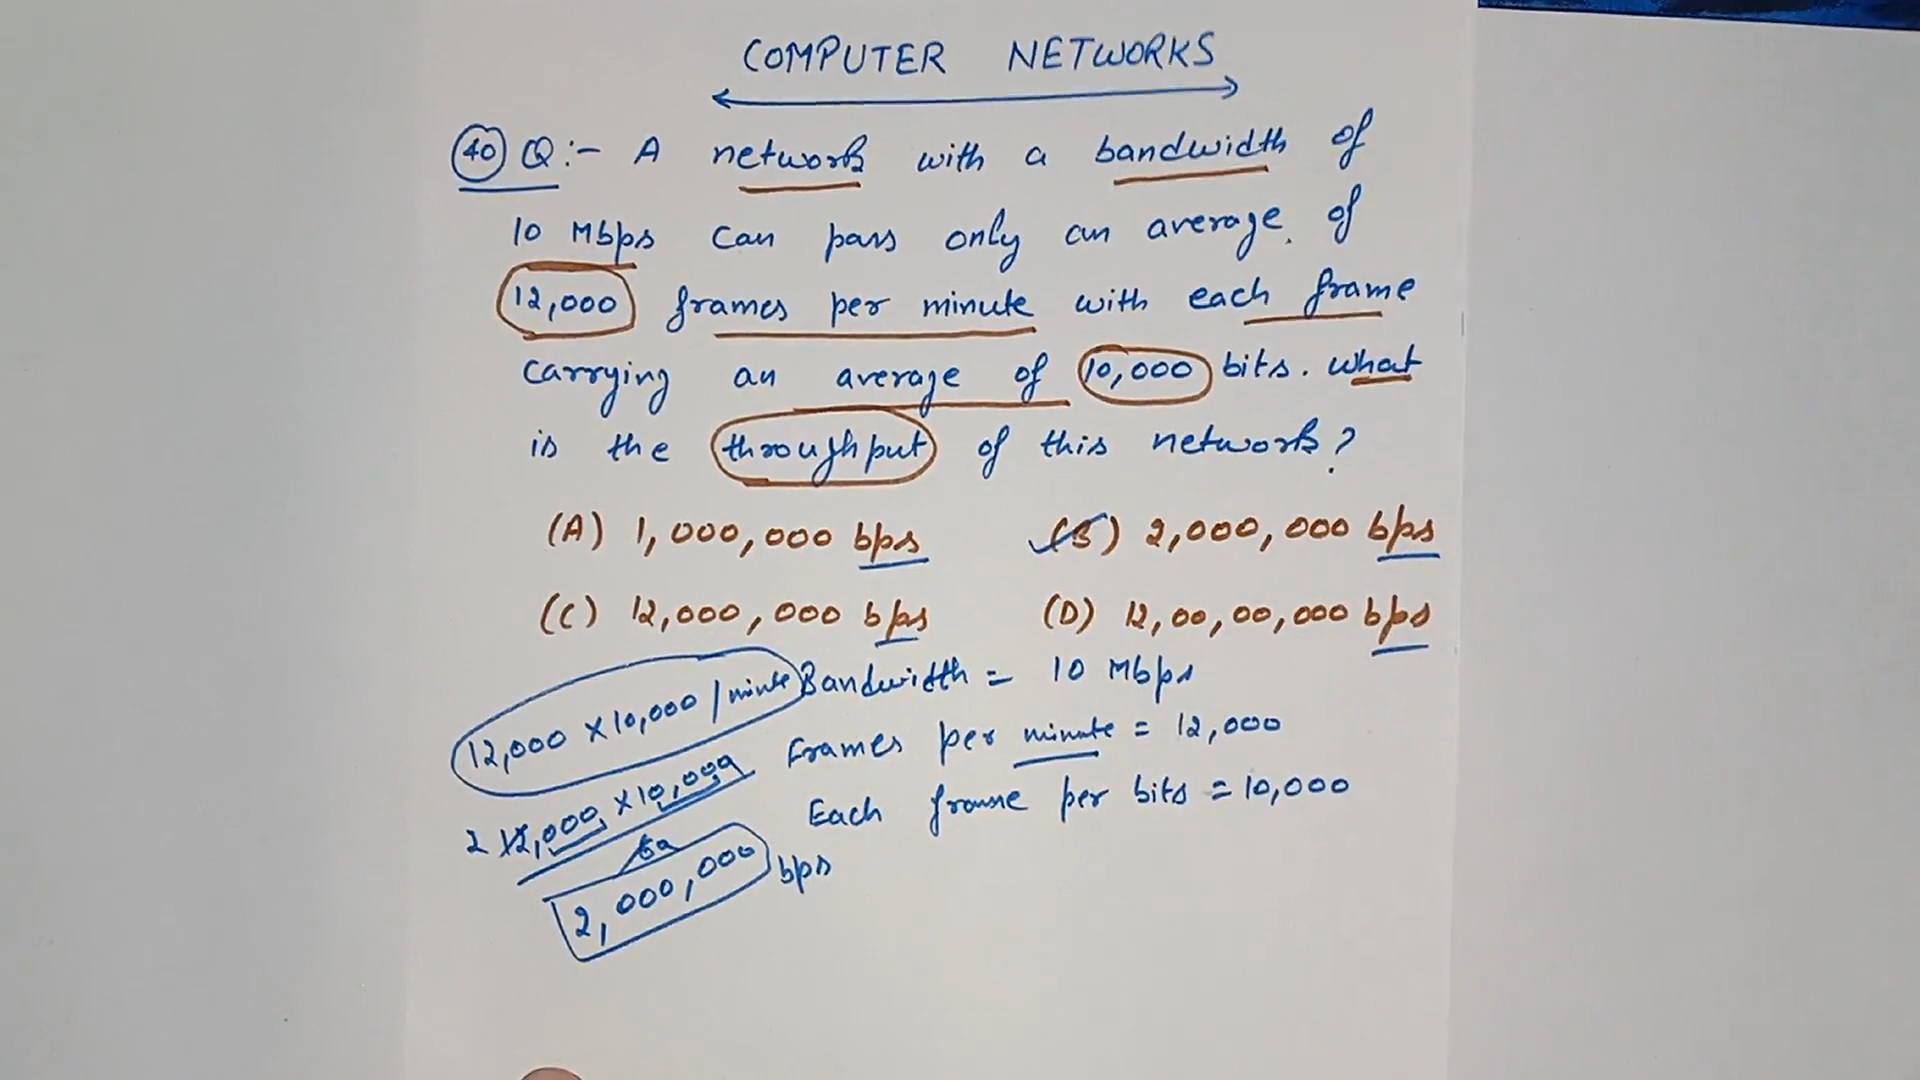 COMPUTER NETWORKS
40 Q:- A network with a bandwidth of
10 Mbps can pass only an average of
12,000 frames per minute with each frame
carrying an average of 10,000 bits. what
is the throughput of this network?
(A) 1,000,000 bps (B) 2,000,000 bps
(C) 12,000,000 bps (D) 12,00,00,000 bps
12,000 x 10,000 / minute Bandwidth = 10 Mbps
Frames per minute = 12,000
2 12,000 x 10,000
60
Each frame per bits = 10,000
2,000,000 bps